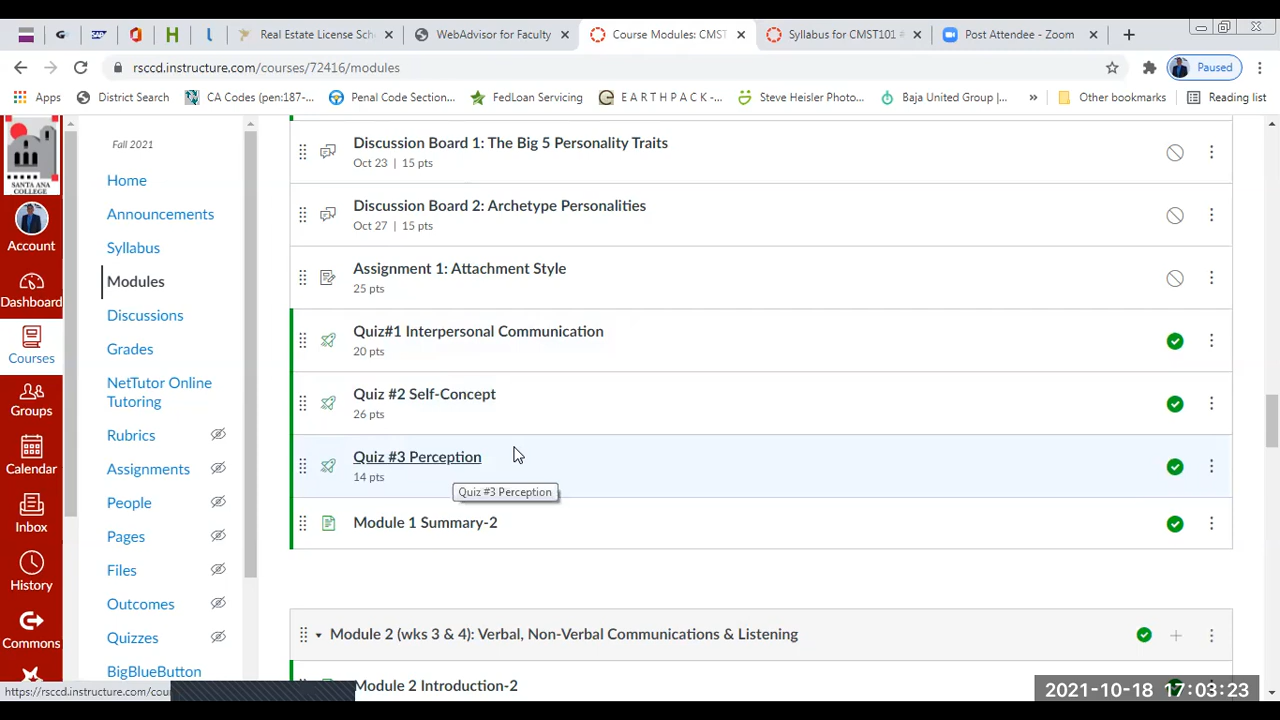 Real Estate License Sch
WebAdvisor for Faculty
Course Modules: CMST
Syllabus for CMST101 #
Post Attendee - Zoom
rsccd.instructure.com/courses/72416/modules
Paused
Apps
District Search
CA Codes (pen:187-...
Penal Code Section...
FedLoan Servicing
E A R T H P A C K -...
Steve Heisler Photo...
Baja United Group |...
»
Other bookmarks
Reading list
SANTA ANA
COLLEGE
Account
Dashboard
Courses
Groups
Calendar
Inbox
History
Commons
Fall 2021
Home
Announcements
Syllabus
Modules
Discussions
Grades
NetTutor Online
Tutoring
Rubrics
Assignments
People
Pages
Files
Outcomes
Quizzes
BigBlueButton
Discussion Board 1: The Big 5 Personality Traits
Oct 23 | 15 pts
Discussion Board 2: Archetype Personalities
Oct 27 | 15 pts
Assignment 1: Attachment Style
25 pts
Quiz#1 Interpersonal Communication
20 pts
Quiz #2 Self-Concept
26 pts
Quiz #3 Perception
14 pts
Quiz #3 Perception
Module 1 Summary-2
Module 2 (wks 3 & 4): Verbal, Non-Verbal Communications & Listening
Module 2 Introduction-2
https://rsccd.instructure.com/cou
2021-10-18 17:03:23